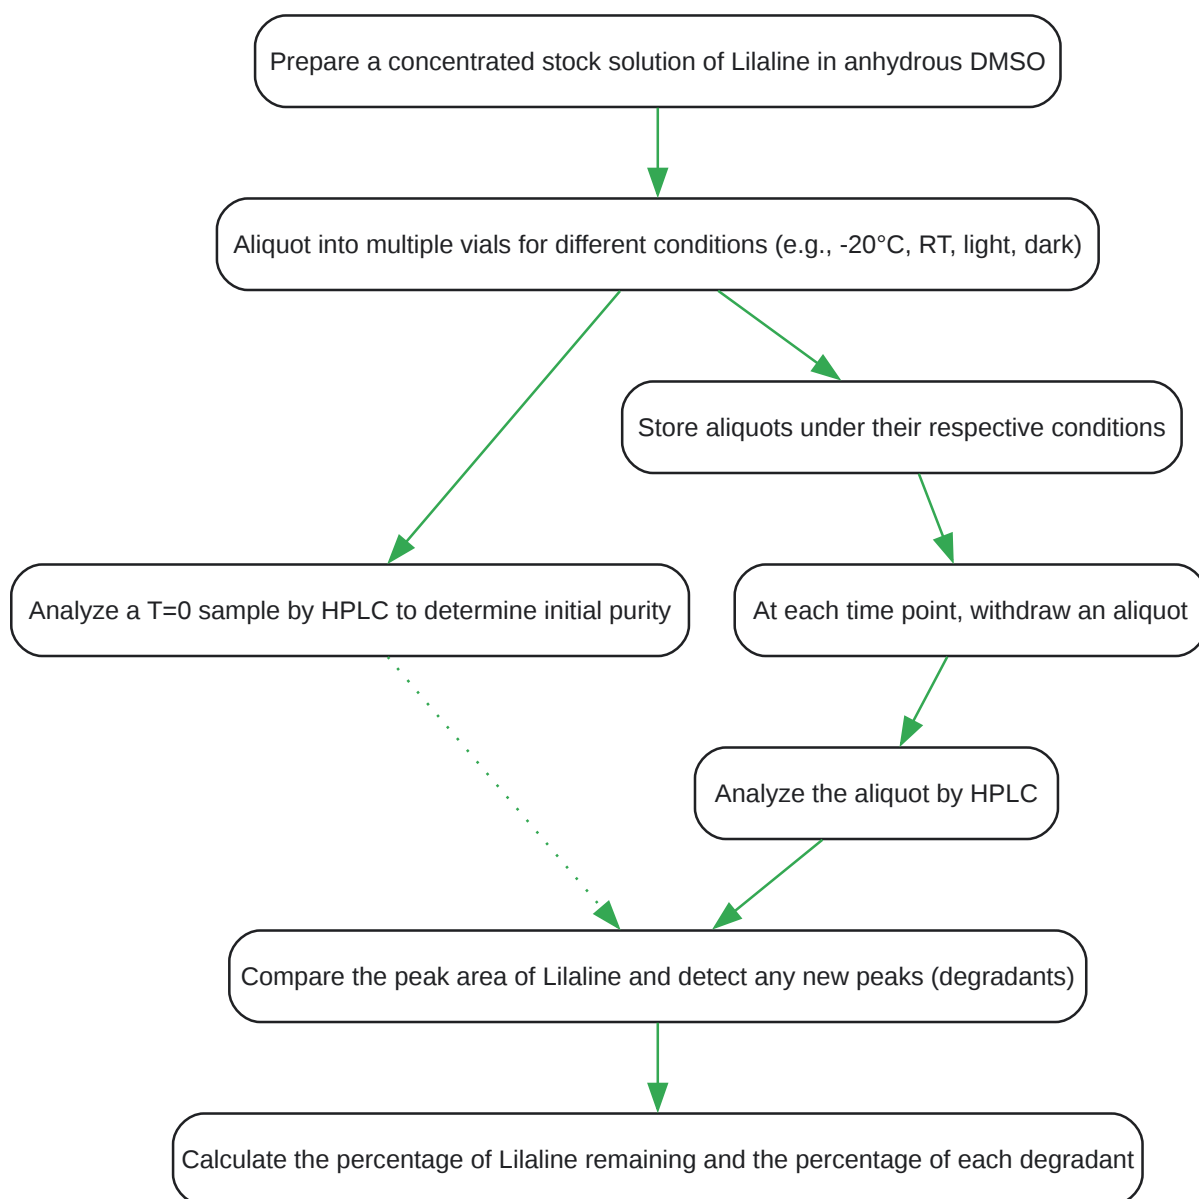 Prepare a concentrated stock solution of Lilaline in anhydrous DMSO
Aliquot into multiple vials for different conditions (e.g., -20°C, RT, light, dark)
Store aliquots under their respective conditions
Analyze a T=0 sample by HPLC to determine initial purity
At each time point, withdraw an aliquot
Analyze the aliquot by HPLC
Compare the peak area of Lilaline and detect any new peaks (degradants)
Calculate the percentage of Lilaline remaining and the percentage of each degradant